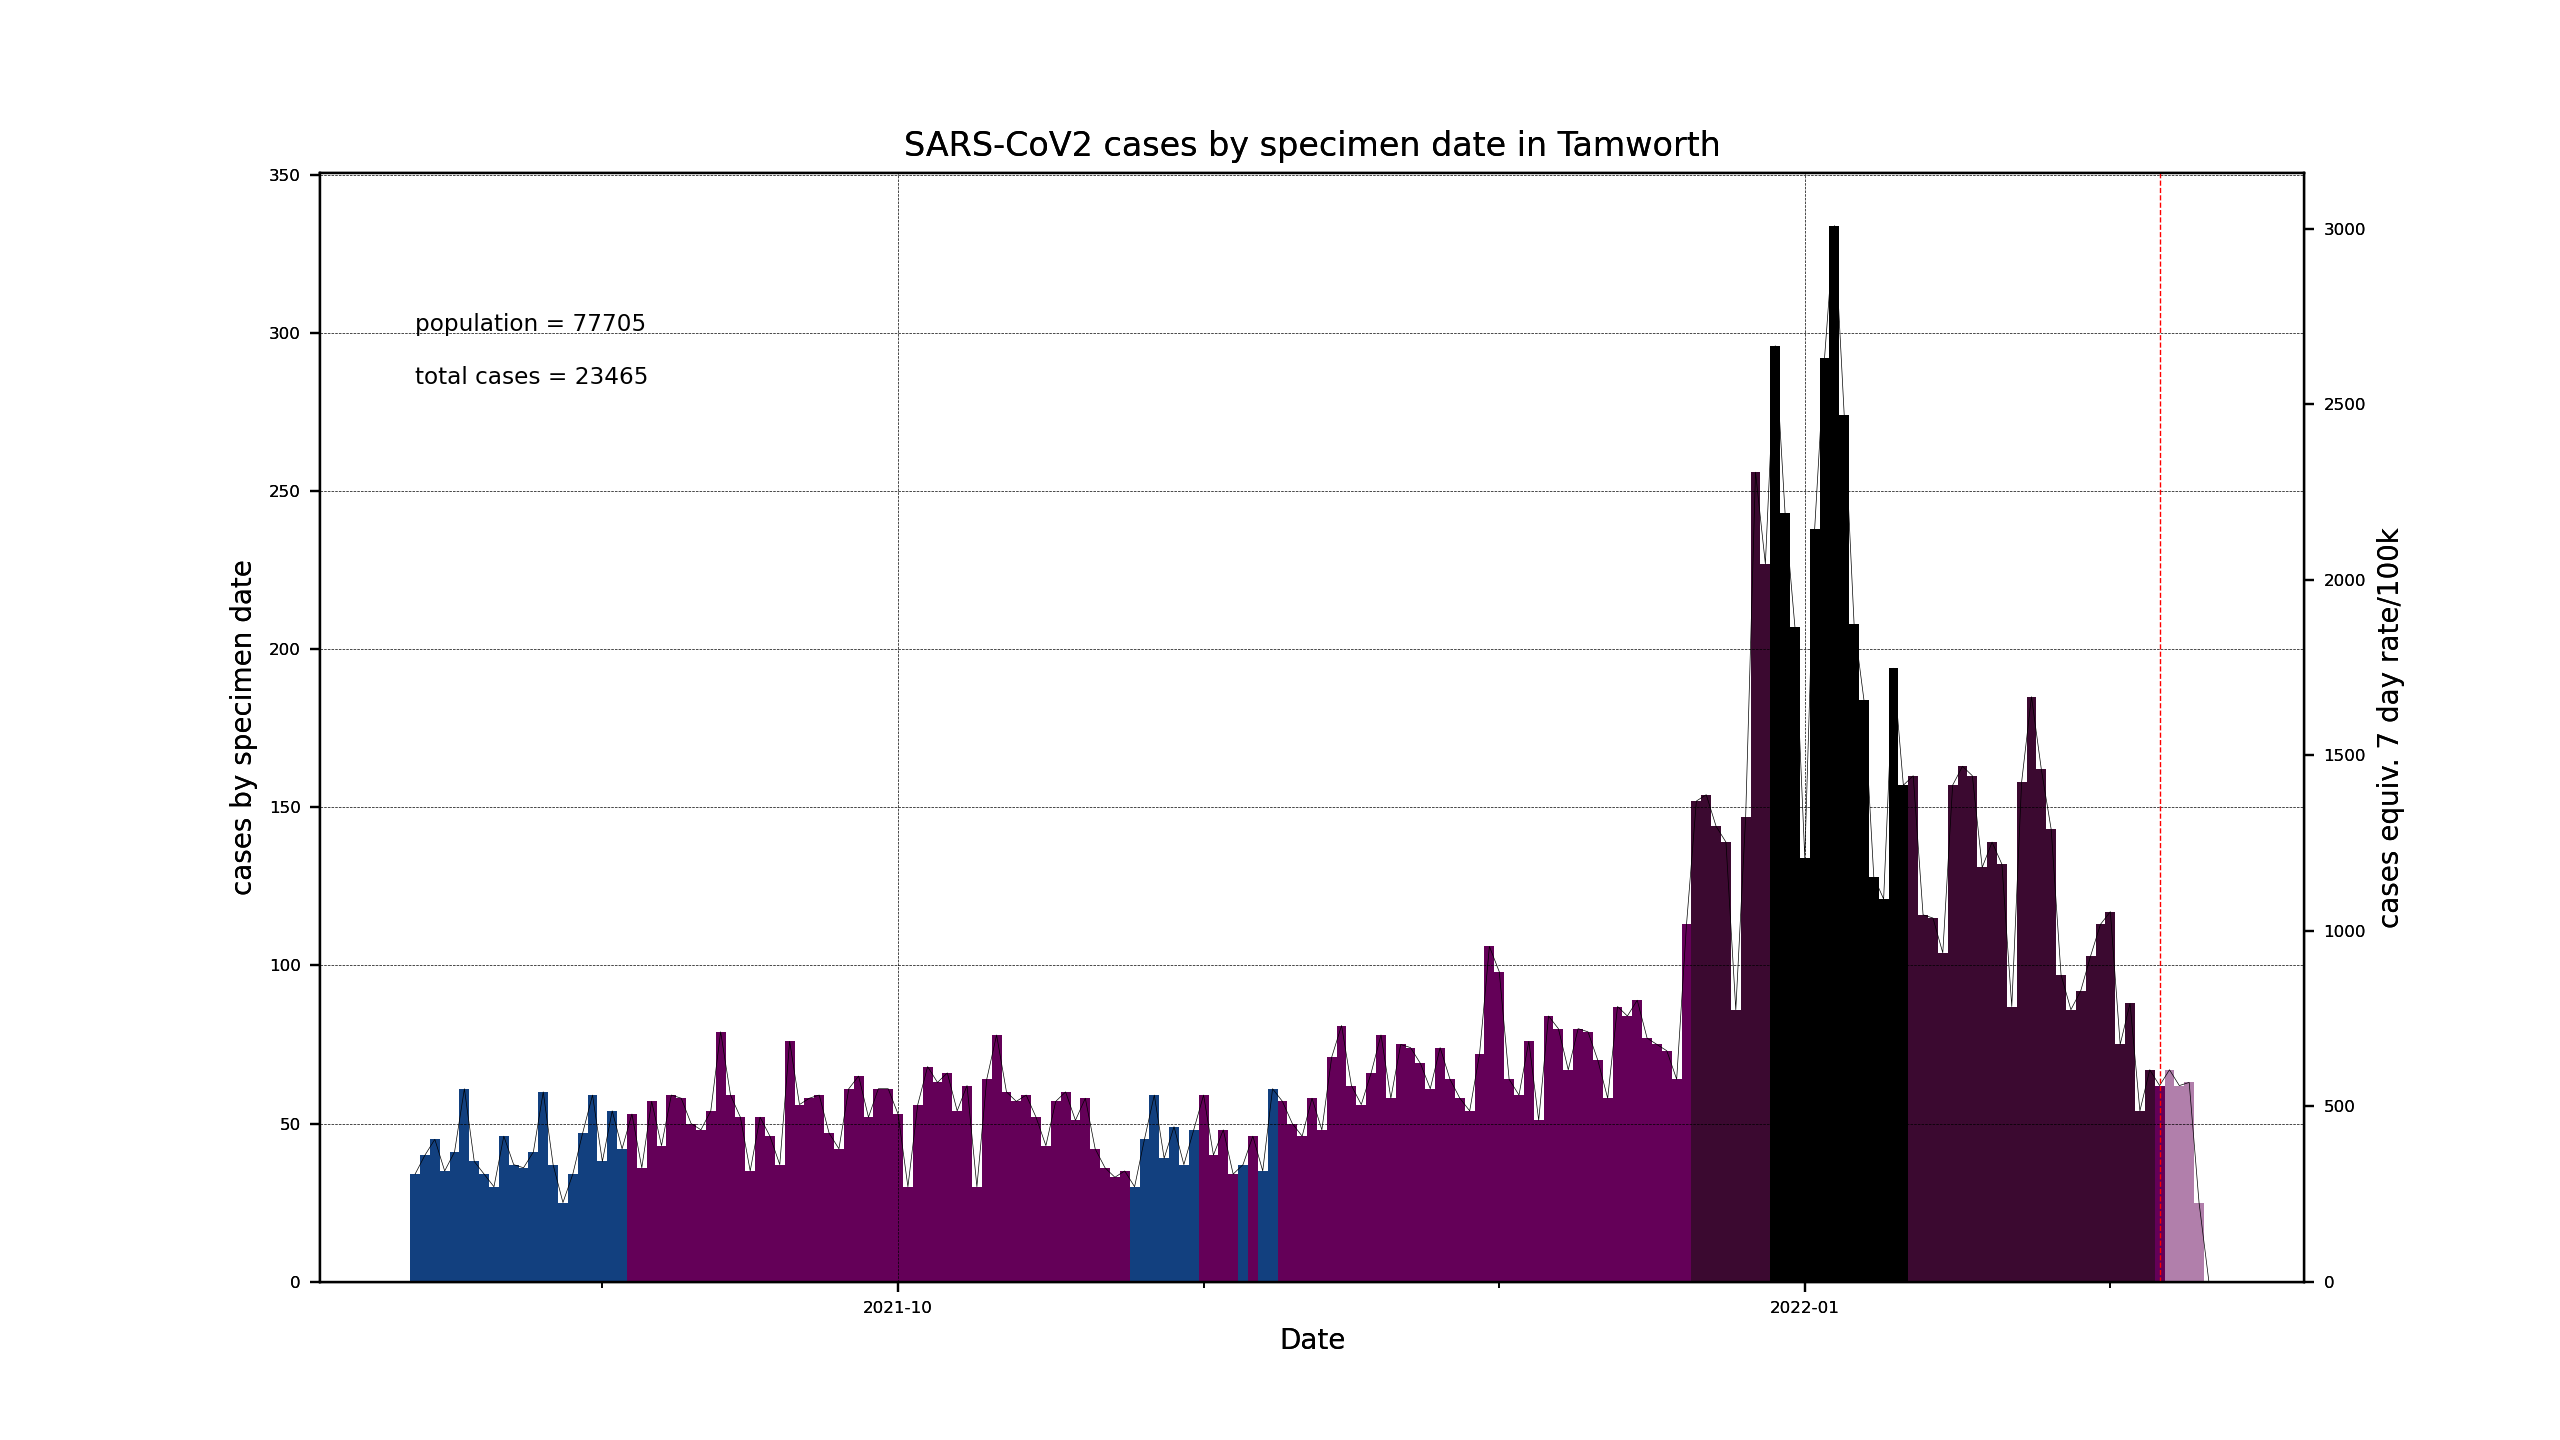 SARS-CoV2 cases by specimen date in Tamworth
350
300
250
200
150
100
50
0
cases by specimen date
population = 77705
total cases = 23465
3000
2500
2000
1500
1000
500
0
cases equiv. 7 day rate/100k
2021-10
2022-01
Date